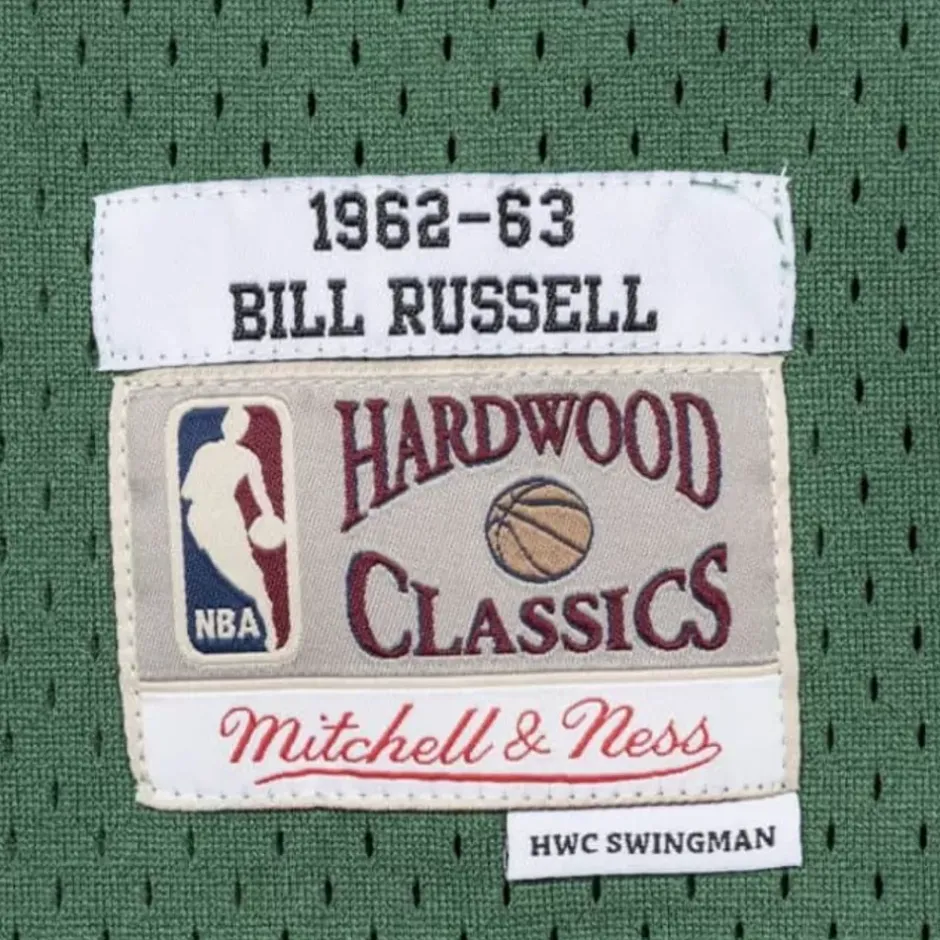 1962-63
BILL RUSSELL
HARDWOOD
CLASSICS
NBA
Mitchell & Ness
HWC SWINGMAN